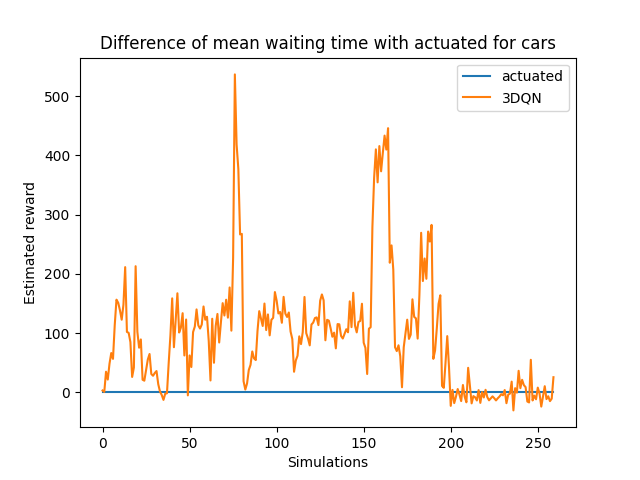 Difference of mean waiting time with actuated for cars
actuated
3DQN
Estimated reward
500
400
300
200
100
0
0 50 100 150 200 250
Simulations